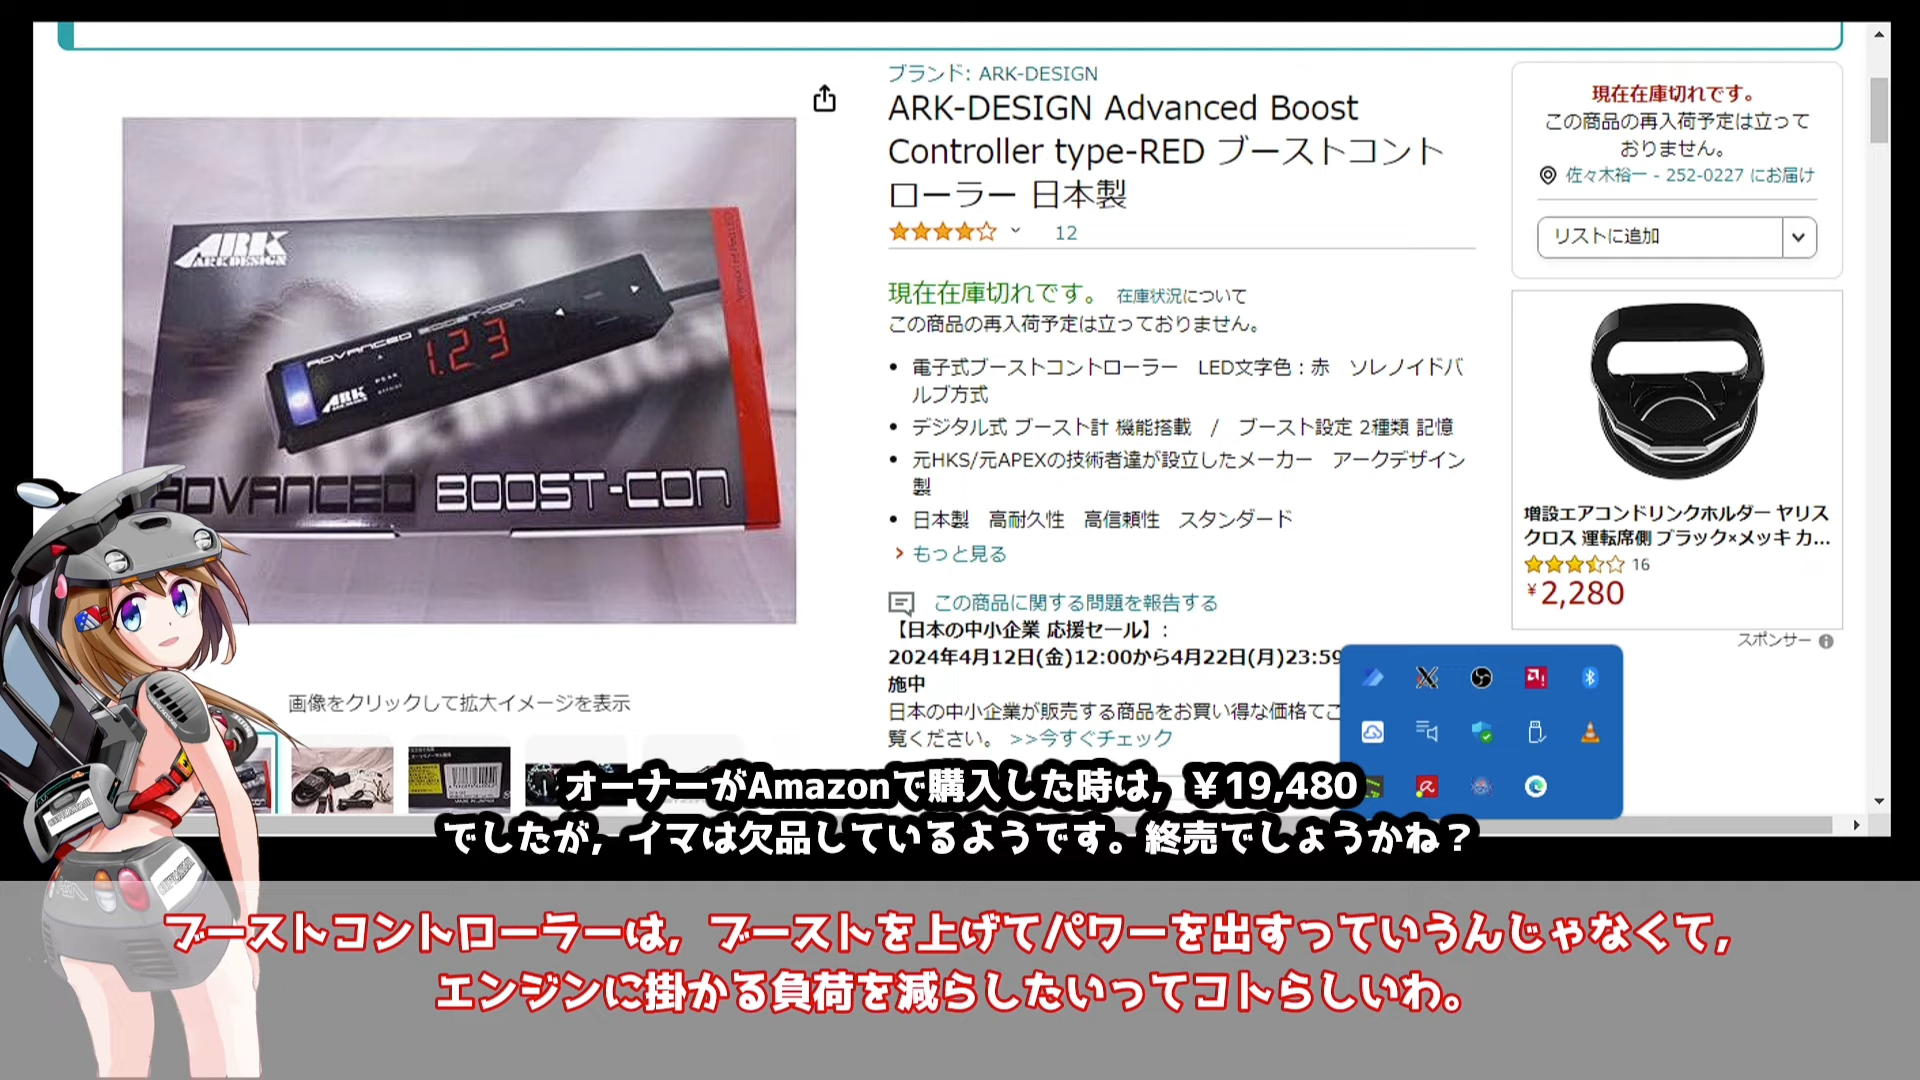 ブランド: ARK-DESIGN
ARK-DESIGN Advanced Boost
Controller type-RED ブーストコント
ローラー 日本製
12
現在在庫切れです。 在庫状況について
この商品の再入荷予定は立っておりません。
電子式ブーストコントローラー LED文字色：赤 ソレノイドバ
ルブ方式
デジタル式 ブースト計 機能搭載 / ブースト設定 2種類 記憶
元HKS/元APEXの技術者達が設立したメーカー アークデザイン
製
日本製 高耐久性 高信頼性 スタンダード
もっと見る
この商品に関する問題を報告する
【日本の中小企業 応援セール】:
2024年4月12日(金)12:00から4月22日(月)23:59
施中
日本の中小企業が販売する商品をお買い得な価格でご
覧ください。 >>今すぐチェック
現在在庫切れです。
この商品の再入荷予定は立って
おりません。
佐々木裕一 - 252-0227 にお届け
リストに追加
増設エアコンドリンクホルダー ヤリス
クロス 運転席側 ブラック×メッキ カ...
16
¥2,280
スポンサー
ARK
ARK DESIGN
ADVANCED BOOST-CON
1.23
PEAK
ARK
ADVANCED BOOST-CON
画像をクリックして拡大イメージを表示
オーナーがAmazonで購入した時は，￥19,480
でしたが，イマは欠品しているようです。終売でしょうかね？
ブーストコントローラーは，ブーストを上げてパワーを出すっていうんじゃなくて，
エンジンに掛かる負荷を減らしたいってコトらしいわ。